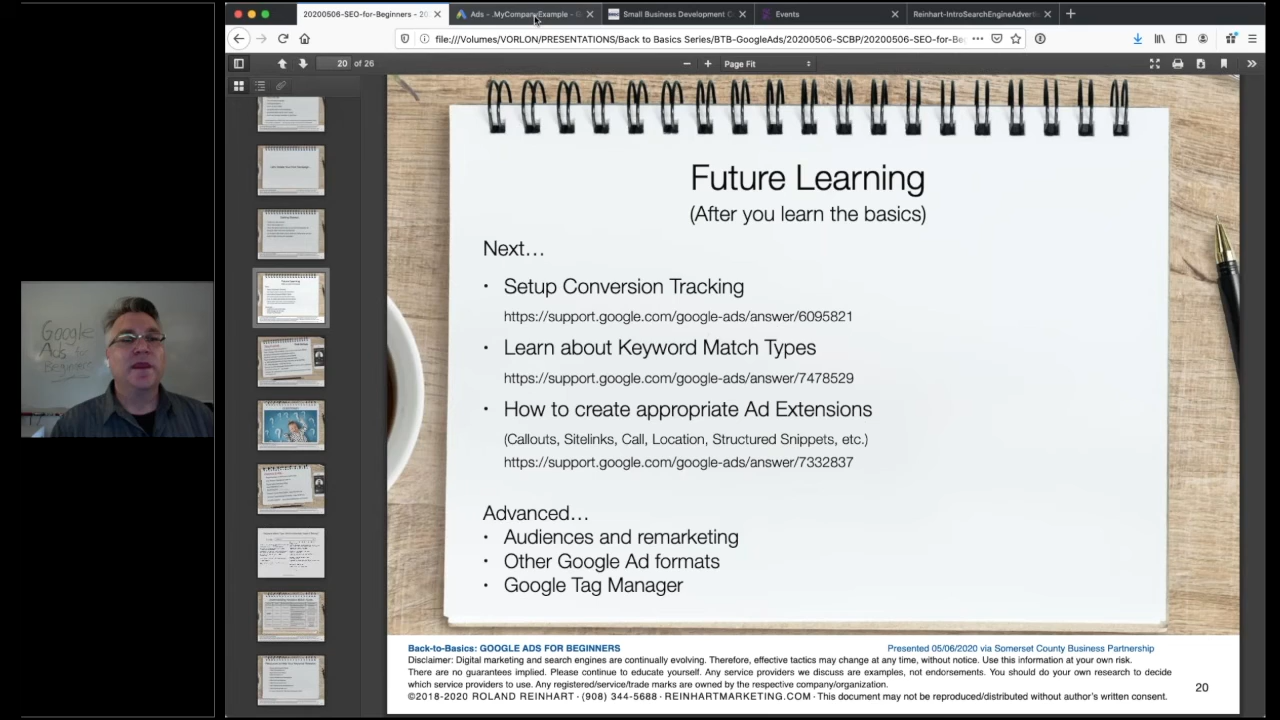 20200506-SEO-for-Beginners - 20
Ads - .MyCompanyExample - G
Small Business Development C
Events
Reinhart-IntroSearchEngineAdverti
file:///Volumes/VORLON/PRESENTATIONS/Back to Basics Series/BTB-GoogleAds/20200506-SCBP/20200506-SEO-for-Be
20 of 26
Page Fit
Google
Ads for
Beginners
Future Learning
(After you learn the basics)
Next…
· Setup Conversion Tracking
https://support.google.com/google-ads/answer/6095821
· Learn about Keyword Match Types
https://support.google.com/google-ads/answer/7478529
· How to create appropriate Ad Extensions
(Callouts, Sitelinks, Call, Location, Structured Snippets, etc.)
https://support.google.com/google-ads/answer/7332837
Advanced…
· Audiences and remarketing
· Other Google Ad formats
· Google Tag Manager
Back-to-Basics: GOOGLE ADS FOR BEGINNERS
Presented 05/06/2020 via Somerset County Business Partnership
Disclaimer: Digital marketing and search engines are continually evolving; therefore, effective tactics may change at any time, without notice. Use this information at your own risk.
There are no guarantees implied. Please continue to educate yourself. Any service providers we discuss are examples, not endorsements. You should do your own research to decide
which service providers to use. Any registered/service/trade marks are owned by the respective company/organization.
©2018-2020 ROLAND REINHART · (908) 344-5688 · REINHARTMARKETING.COM · This document may not be reproduced/distributed without author's written consent.
20